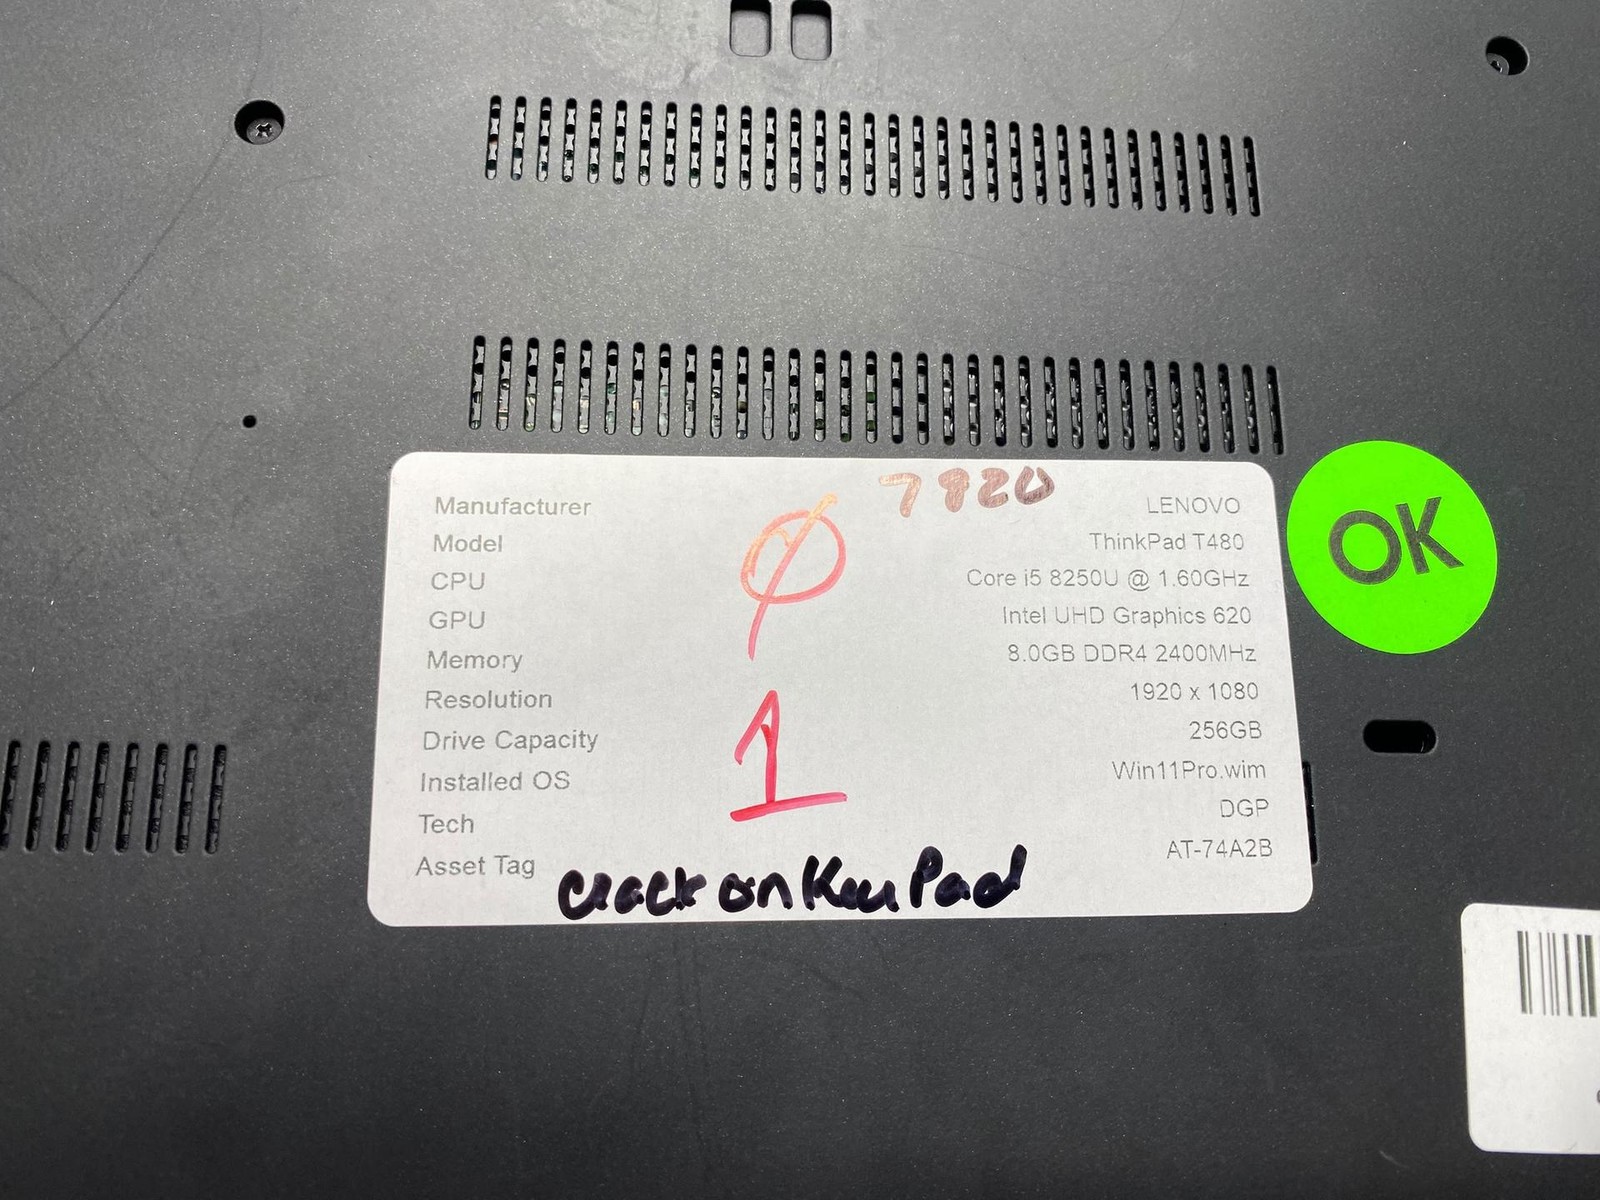 7820
Manufacturer LENOVO
Model ThinkPad T480
CPU Core i5 8250U @ 1.60GHz
GPU Intel UHD Graphics 620
Memory 8.0GB DDR4 2400MHz
Resolution 1920 x 1080
Drive Capacity 256GB
Installed OS Win11Pro.wim
Tech DGP
Asset Tag AT-74A2B
Ø
1
crack on KeyPad
OK